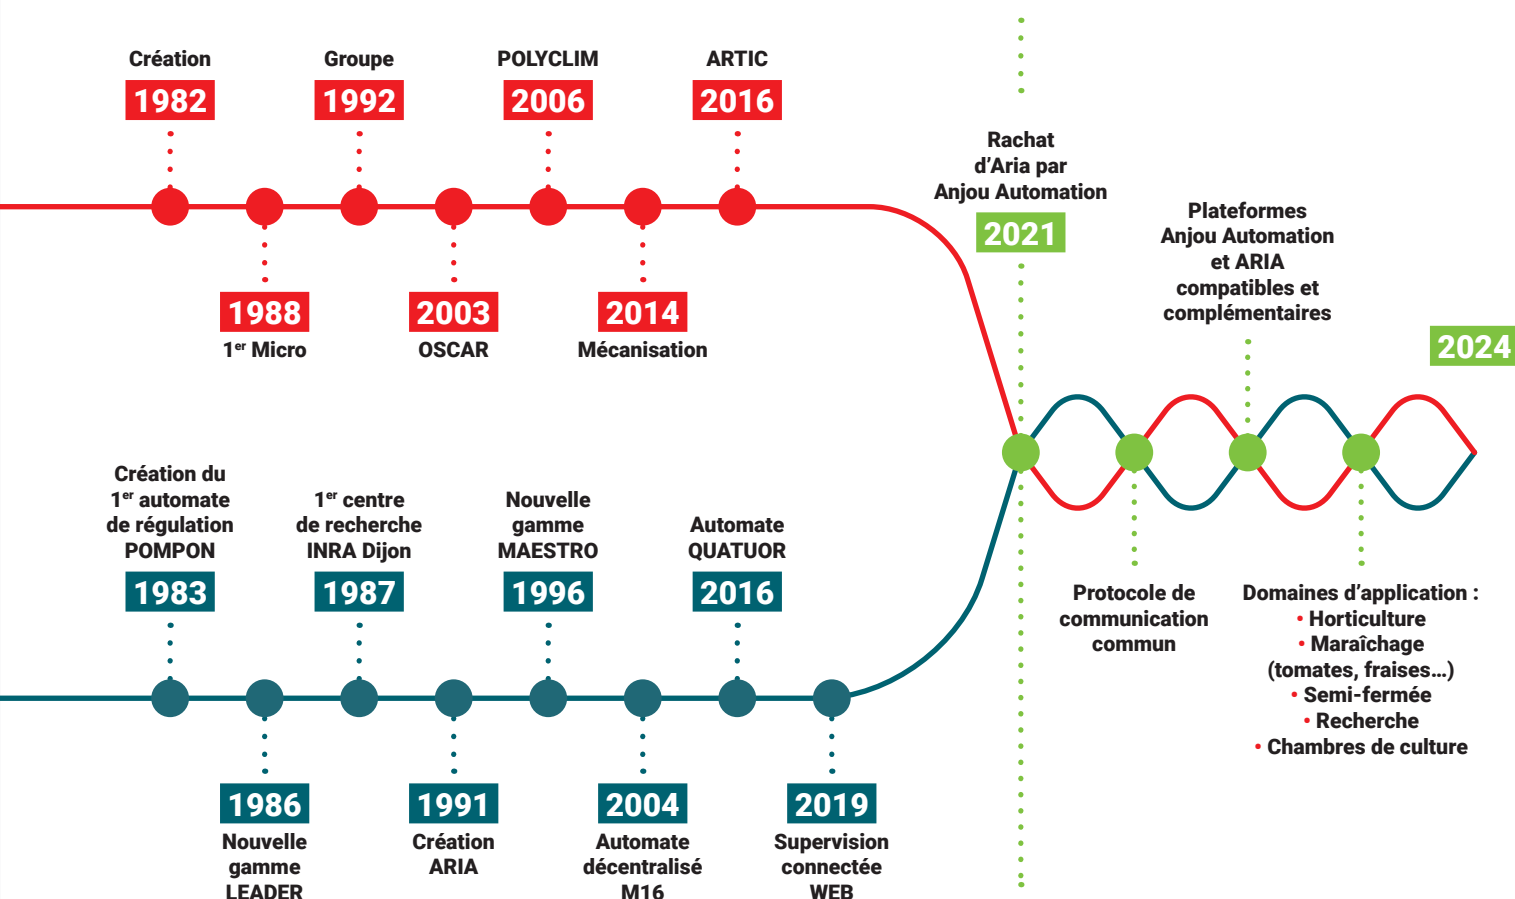 Création
1982
Groupe
1992
POLYCLIM
2006
ARTIC
2016
1988
1er Micro
2003
OSCAR
2014
Mécanisation
Création du
1er automate
de régulation
POMPON
1983
1er centre
de recherche
INRA Dijon
1987
Nouvelle
gamme
MAESTRO
1996
Automate
QUATUOR
2016
1986
Nouvelle
gamme
LEADER
1991
Création
ARIA
2004
Automate
décentralisé
M16
2019
Supervision
connectée
WEB
Rachat
d’Aria par
Anjou Automation
2021
Protocole de
communication
commun
Plateformes
Anjou Automation
et ARIA
compatibles et
complémentaires
Domaines d’application :
• Horticulture
• Maraîchage
(tomates, fraises…)
• Semi-fermée
• Recherche
• Chambres de culture
2024